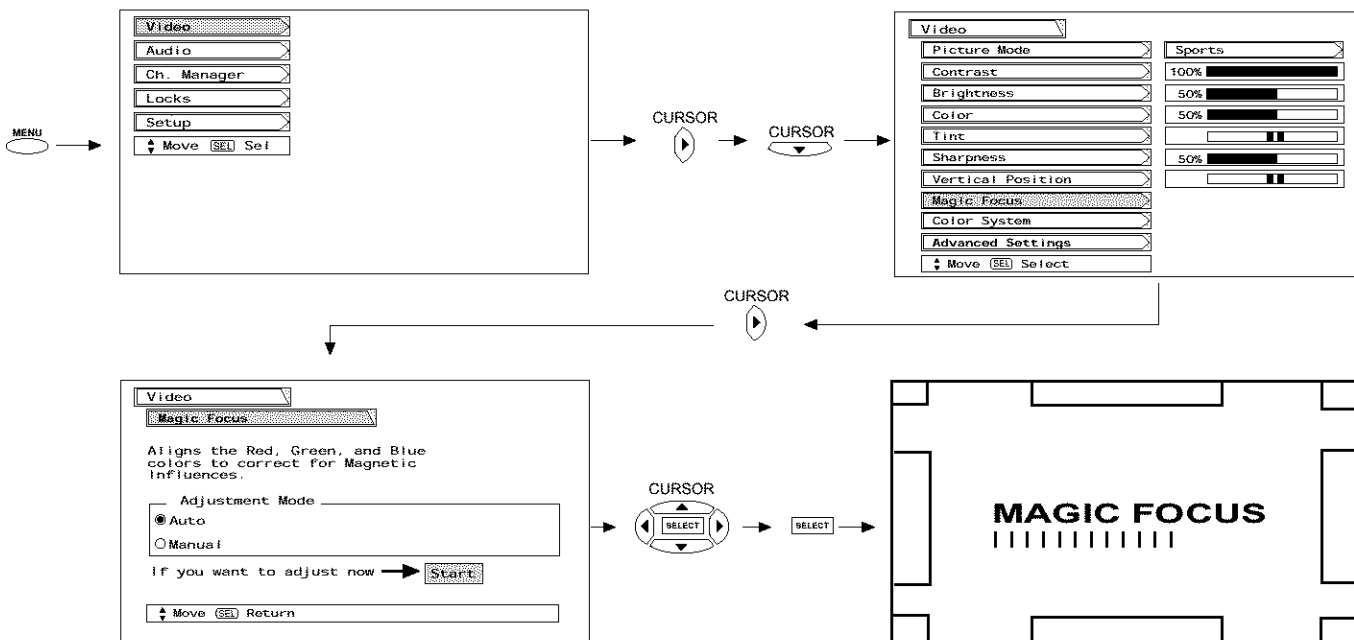 MENU
Video
Audio
Ch. Manager
Locks
Setup
Move SEL Sel
CURSOR
CURSOR
Video
Picture Mode Sports
Contrast 100%
Brightness 50%
Color 50%
Tint
Sharpness 50%
Vertical Position
Magic Focus
Color System
Advanced Settings
Move SEL Select
CURSOR
Video
Magic Focus
Aligns the Red, Green, and Blue
colors to correct for Magnetic
Influences.
Adjustment Mode
Auto
Manual
If you want to adjust now Start
Move SEL Return
CURSOR
SELECT
SELECT
MAGIC FOCUS